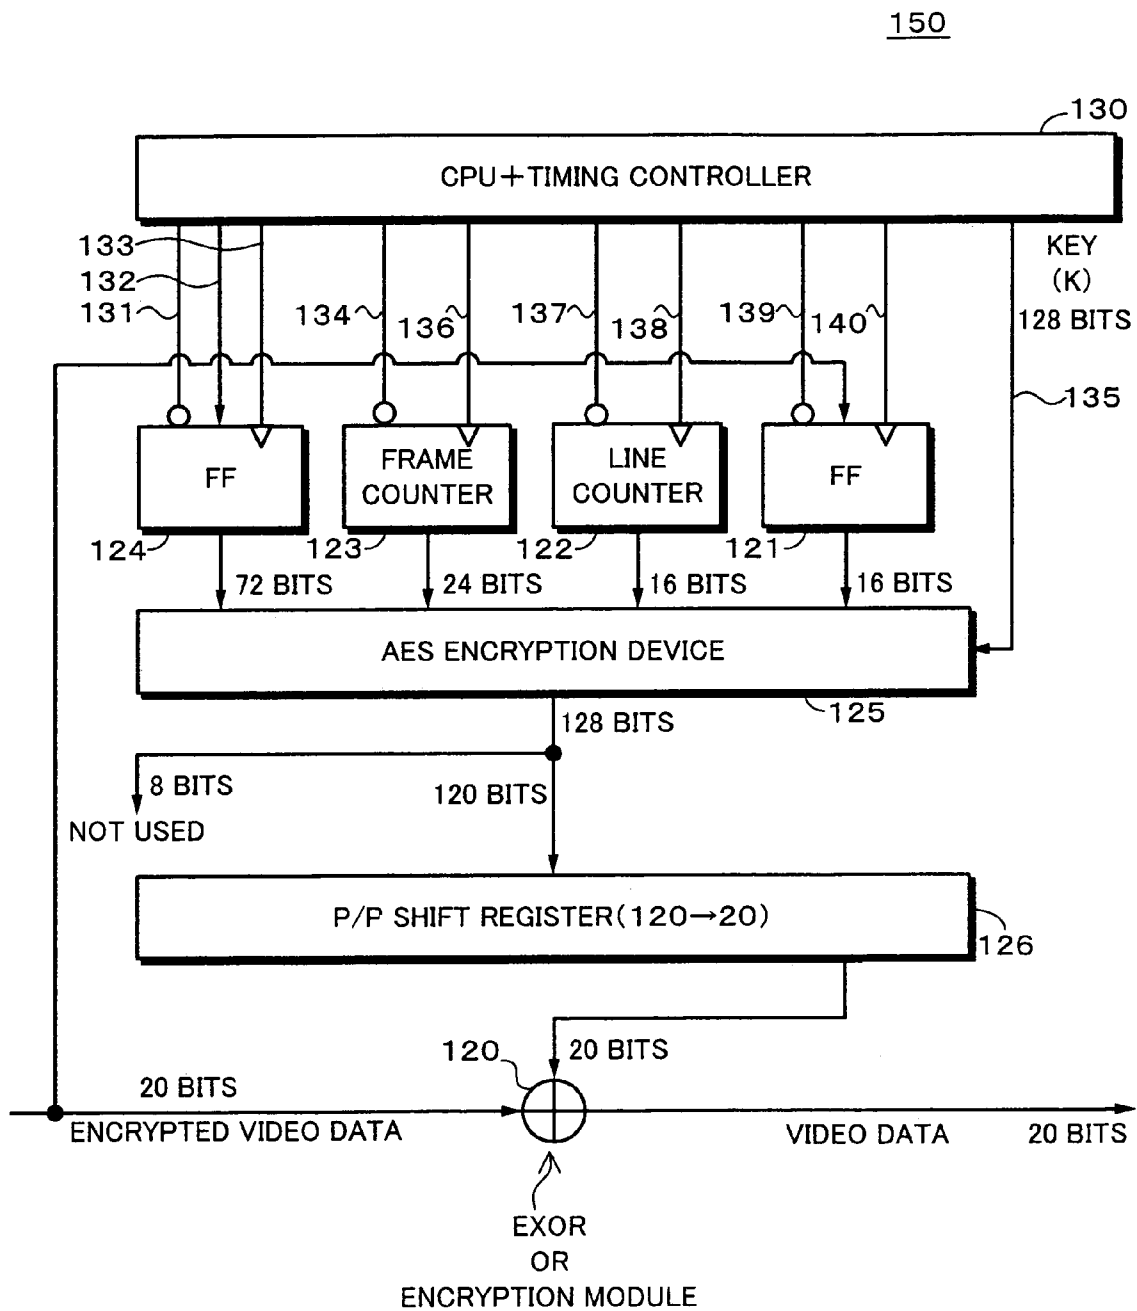 150
130
CPU+TIMING CONTROLLER
133
132
131
134
136
137
138
139
140
KEY
(K)
128 BITS
135
FF
FRAME
COUNTER
LINE
COUNTER
FF
124
123
122
121
72 BITS
24 BITS
16 BITS
16 BITS
AES ENCRYPTION DEVICE
125
128 BITS
8 BITS
120 BITS
NOT USED
P/P SHIFT REGISTER(120→20)
126
120
20 BITS
20 BITS
ENCRYPTED VIDEO DATA
VIDEO DATA
20 BITS
EXOR
OR
ENCRYPTION MODULE